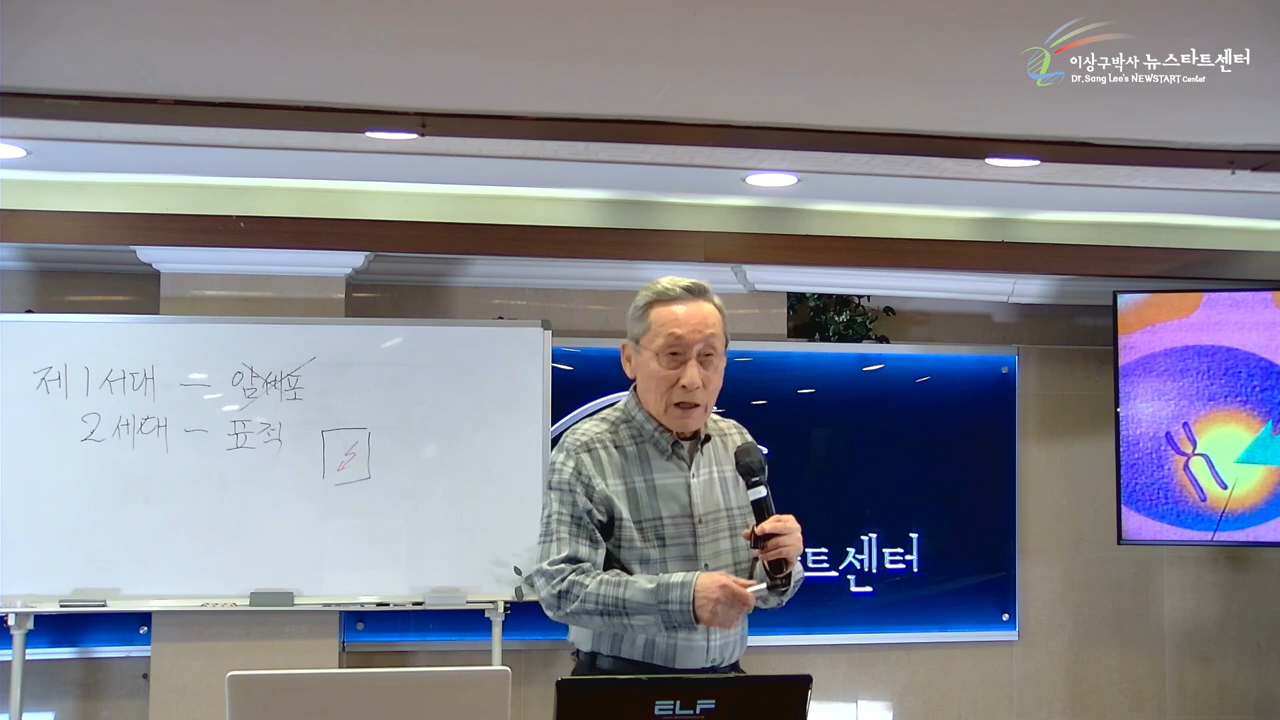 이상구박사 뉴스타트센터
Dr. Sang Lee's NEWSTART Center
제1세대 — 암세포
2세대 — 표적
트센터
ELF